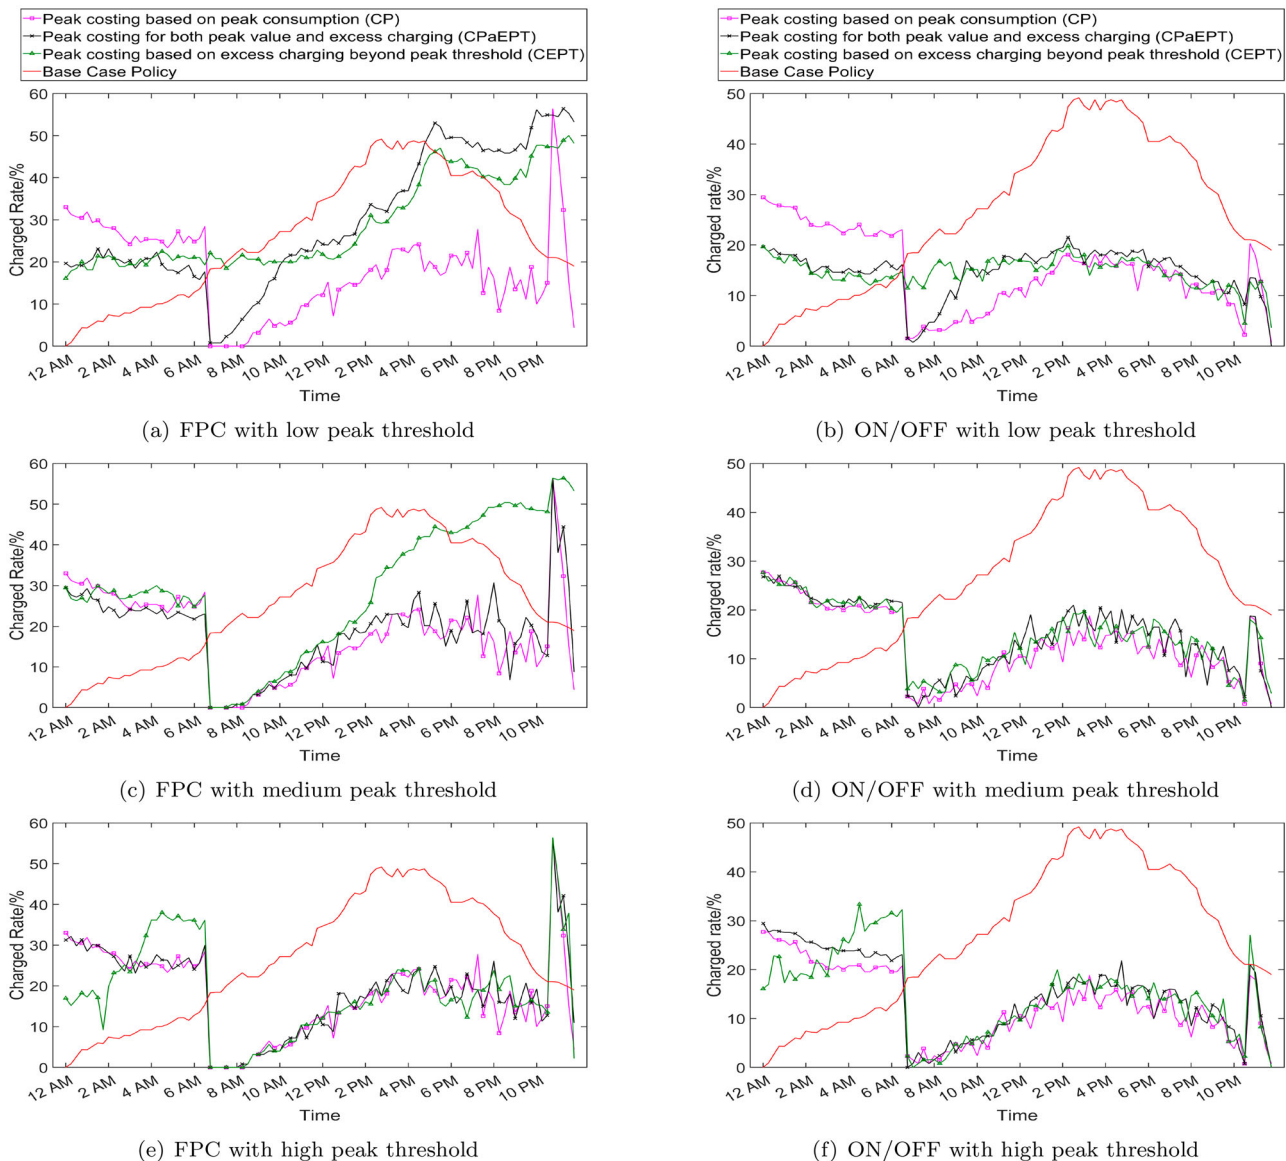 Peak costing based on peak consumption (CP)
Peak costing for both peak value and excess charging (CPaEPT)
Peak costing based on excess charging beyond peak threshold (CEPT)
Base Case Policy
60
50
40
30
20
10
0
Charged Rate/%
12 AM 2 AM 4 AM 6 AM 8 AM 10 AM 12 PM 2 PM 4 PM 6 PM 8 PM 10 PM
Time
(a) FPC with low peak threshold
Peak costing based on peak consumption (CP)
Peak costing for both peak value and excess charging (CPaEPT)
Peak costing based on excess charging beyond peak threshold (CEPT)
Base Case Policy
50
40
30
20
10
0
Charged rate/%
12 AM 2 AM 4 AM 6 AM 8 AM 10 AM 12 PM 2 PM 4 PM 6 PM 8 PM 10 PM
Time
(b) ON/OFF with low peak threshold
60
50
40
30
20
10
0
Charged Rate/%
12 AM 2 AM 4 AM 6 AM 8 AM 10 AM 12 PM 2 PM 4 PM 6 PM 8 PM 10 PM
Time
(c) FPC with medium peak threshold
50
40
30
20
10
0
Charged rate/%
12 AM 2 AM 4 AM 6 AM 8 AM 10 AM 12 PM 2 PM 4 PM 6 PM 8 PM 10 PM
Time
(d) ON/OFF with medium peak threshold
60
50
40
30
20
10
0
Charged Rate/%
12 AM 2 AM 4 AM 6 AM 8 AM 10 AM 12 PM 2 PM 4 PM 6 PM 8 PM 10 PM
Time
(e) FPC with high peak threshold
50
40
30
20
10
0
Charged rate/%
12 AM 2 AM 4 AM 6 AM 8 AM 10 AM 12 PM 2 PM 4 PM 6 PM 8 PM 10 PM
Time
(f) ON/OFF with high peak threshold